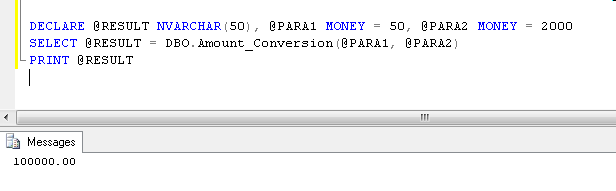 DECLARE @RESULT NVARCHAR(50), @PARA1 MONEY = 50, @PARA2 MONEY = 2000
SELECT @RESULT = DBO.Amount_Conversion(@PARA1, @PARA2)
PRINT @RESULT
Messages
100000.00